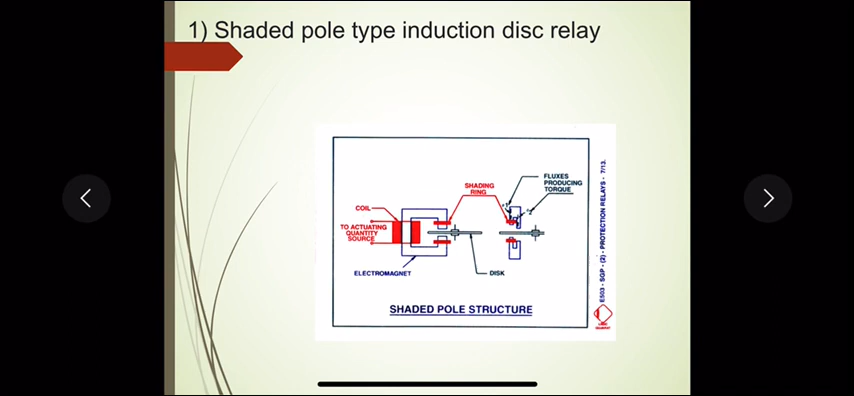 1) Shaded pole type induction disc relay
FLUXES
PRODUCING
TORQUE
SHADING
RING
COIL
TO ACTUATING
QUANTITY
SOURCE
ELECTROMAGNET
DISK
SHADED POLE STRUCTURE
E503 - SGP - (2) - PROTECTION RELAYS - 7/13.